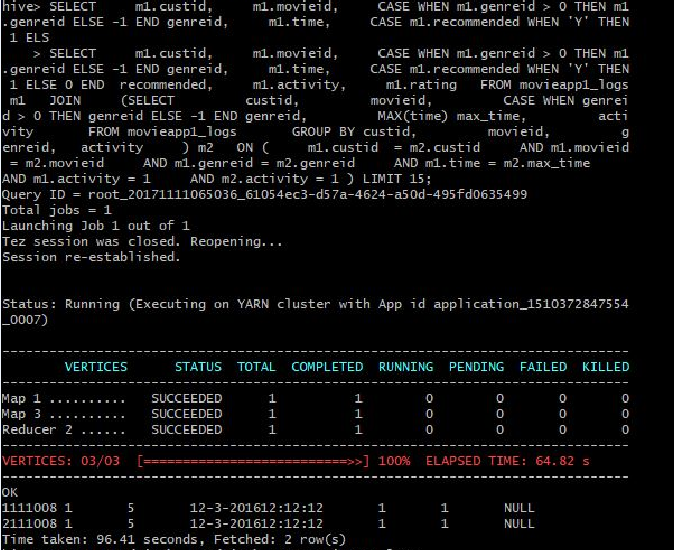 hive> SELECT      m1.custid,     m1.movieid,     CASE WHEN m1.genreid > 0 THEN m1
.genreid ELSE -1 END genreid,     m1.time,     CASE m1.recommended WHEN 'Y' THEN
 1 ELS
    > SELECT      m1.custid,     m1.movieid,     CASE WHEN m1.genreid > 0 THEN m1
.genreid ELSE -1 END genreid,     m1.time,     CASE m1.recommended WHEN 'Y' THEN
 1 ELSE 0 END  recommended,     m1.activity,     m1.rating   FROM movieapp1_logs
 m1   JOIN     (SELECT         custid,         movieid,         CASE WHEN genrei
d > 0 THEN genreid ELSE -1 END genreid,         MAX(time) max_time,         acti
vity       FROM movieapp1_logs       GROUP BY custid,         movieid,         g
enreid,   activity     ) m2   ON (     m1.custid  = m2.custid     AND m1.movieid
 = m2.movieid     AND m1.genreid = m2.genreid     AND m1.time = m2.max_time
AND m1.activity = 1     AND m2.activity = 1 ) LIMIT 15;
Query ID = root_20171111065036_61054ec3-d57a-4624-a50d-495fd0635499
Total jobs = 1
Launching Job 1 out of 1
Tez session was closed. Reopening...
Session re-established.
Status: Running (Executing on YARN cluster with App id application_1510372847554
_0007)
--------------------------------------------------------------------------------
        VERTICES      STATUS  TOTAL  COMPLETED  RUNNING  PENDING  FAILED  KILLED
--------------------------------------------------------------------------------
Map 1 ..........   SUCCEEDED      1          1        0        0       0       0
Map 3 ..........   SUCCEEDED      1          1        0        0       0       0
Reducer 2 ......   SUCCEEDED      1          1        0        0       0       0
--------------------------------------------------------------------------------
VERTICES: 03/03  [==========================>>] 100%  ELAPSED TIME: 64.82 s
--------------------------------------------------------------------------------
OK
1111008 1       5       12-3-201612:12:12       1       1       NULL
2111008 1       5       12-3-201612:12:12       1       1       NULL
Time taken: 96.41 seconds, Fetched: 2 row(s)